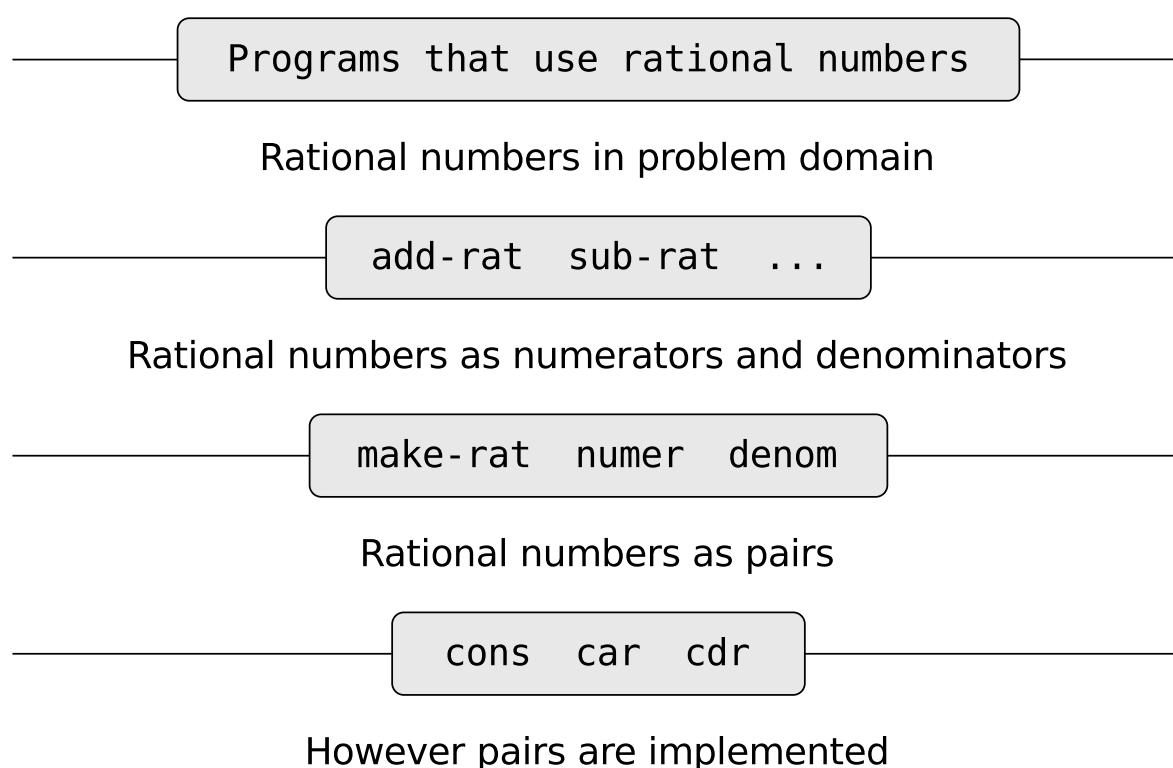 Programs that use rational numbers
Rational numbers in problem domain
add-rat  sub-rat  ...
Rational numbers as numerators and denominators
make-rat  numer  denom
Rational numbers as pairs
cons  car  cdr
However pairs are implemented